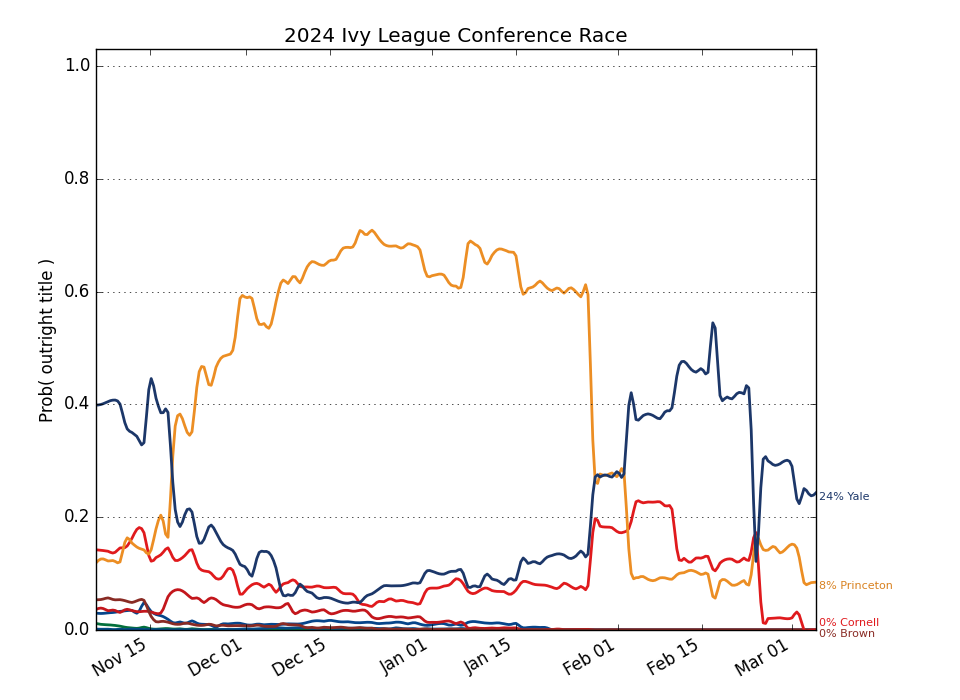 2024 Ivy League Conference Race
Prob( outright title )
1.0
0.8
0.6
0.4
0.2
0.0
24% Yale
8% Princeton
0% Cornell
0% Brown
Nov 15
Dec 01
Dec 15
Jan 01
Jan 15
Feb 01
Feb 15
Mar 01